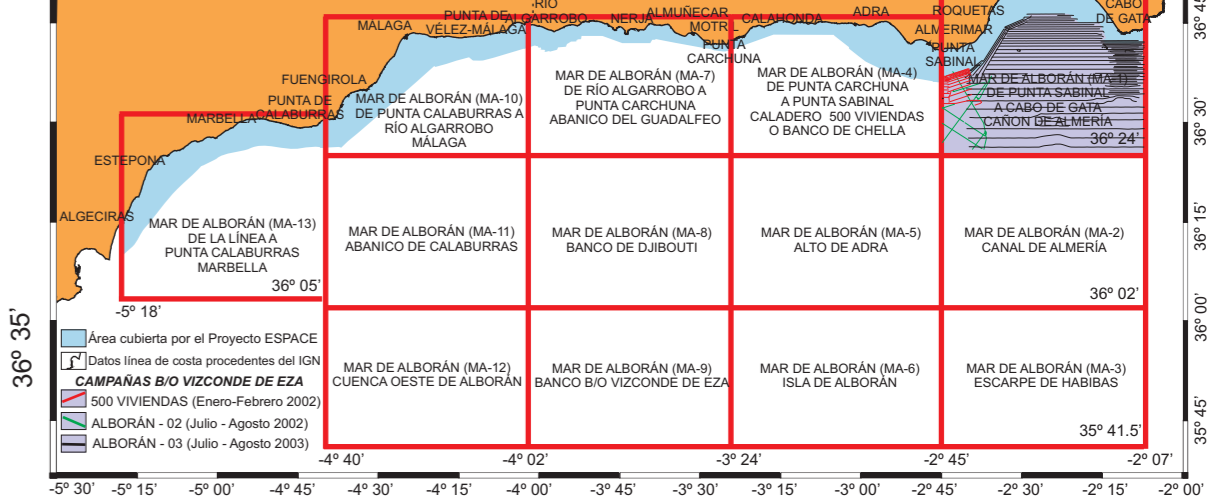 RÍO
CABO
DE GATA
36º 45'
PUNTA DE
ALGARROBO
NERJA
ALMUÑECAR
ADRA
ROQUETAS
MÁLAGA
VÉLEZ-MÁLAGA
MOTRIL
CALAHONDA
ALMERIMAR
PUNTA
CARCHUNA
PUNTA
SABINAL
FUENGIROLA
PUNTA DE
CALABURRAS
MARBELLA
ESTEPONA
ALGECIRAS
MAR DE ALBORÁN (MA-10)
DE PUNTA CALABURRAS A
RÍO ALGARROBO
MÁLAGA
MAR DE ALBORÁN (MA-7)
DE RÍO ALGARROBO A
PUNTA CARCHUNA
ABANICO DEL GUADALFEO
MAR DE ALBORÁN (MA-4)
DE PUNTA CARCHUNA
A PUNTA SABINAL
CALADERO 500 VIVIENDAS
O BANCO DE CHELLA
MAR DE ALBORÁN (MA-1)
DE PUNTA SABINAL
A CABO DE GATA
CAÑON DE ALMERÍA
36º 24'
36º 30'
MAR DE ALBORÁN (MA-13)
DE LA LÍNEA A
PUNTA CALABURRAS
MARBELLA
36º 05'
-5º 18'
MAR DE ALBORÁN (MA-11)
ABANICO DE CALABURRAS
MAR DE ALBORÁN (MA-8)
BANCO DE DJIBOUTI
MAR DE ALBORÁN (MA-5)
ALTO DE ADRA
MAR DE ALBORÁN (MA-2)
CANAL DE ALMERÍA
36º 02'
36º 15'
36º 00'
36º 35'
Área cubierta por el Proyecto ESPACE
Datos línea de costa procedentes del IGN
CAMPAÑAS B/O VIZCONDE DE EZA
500 VIVIENDAS (Enero-Febrero 2002)
ALBORÁN - 02 (Julio - Agosto 2002)
ALBORÁN - 03 (Julio - Agosto 2003)
MAR DE ALBORÁN (MA-12)
CUENCA OESTE DE ALBORÁN
MAR DE ALBORÁN (MA-9)
BANCO B/O VIZCONDE DE EZA
MAR DE ALBORÁN (MA-6)
ISLA DE ALBORÁN
MAR DE ALBORÁN (MA-3)
ESCARPE DE HABIBAS
35º 41.5'
35º 45'
-4º 40' -4º 02' -3º 24' -2º 45' -2º 07'
-5º 30' -5º 15' -5º 00' -4º 45' -4º 30' -4º 15' -4º 00' -3º 45' -3º 30' -3º 15' -3º 00' -2º 45' -2º 30' -2º 15' -2º 00'